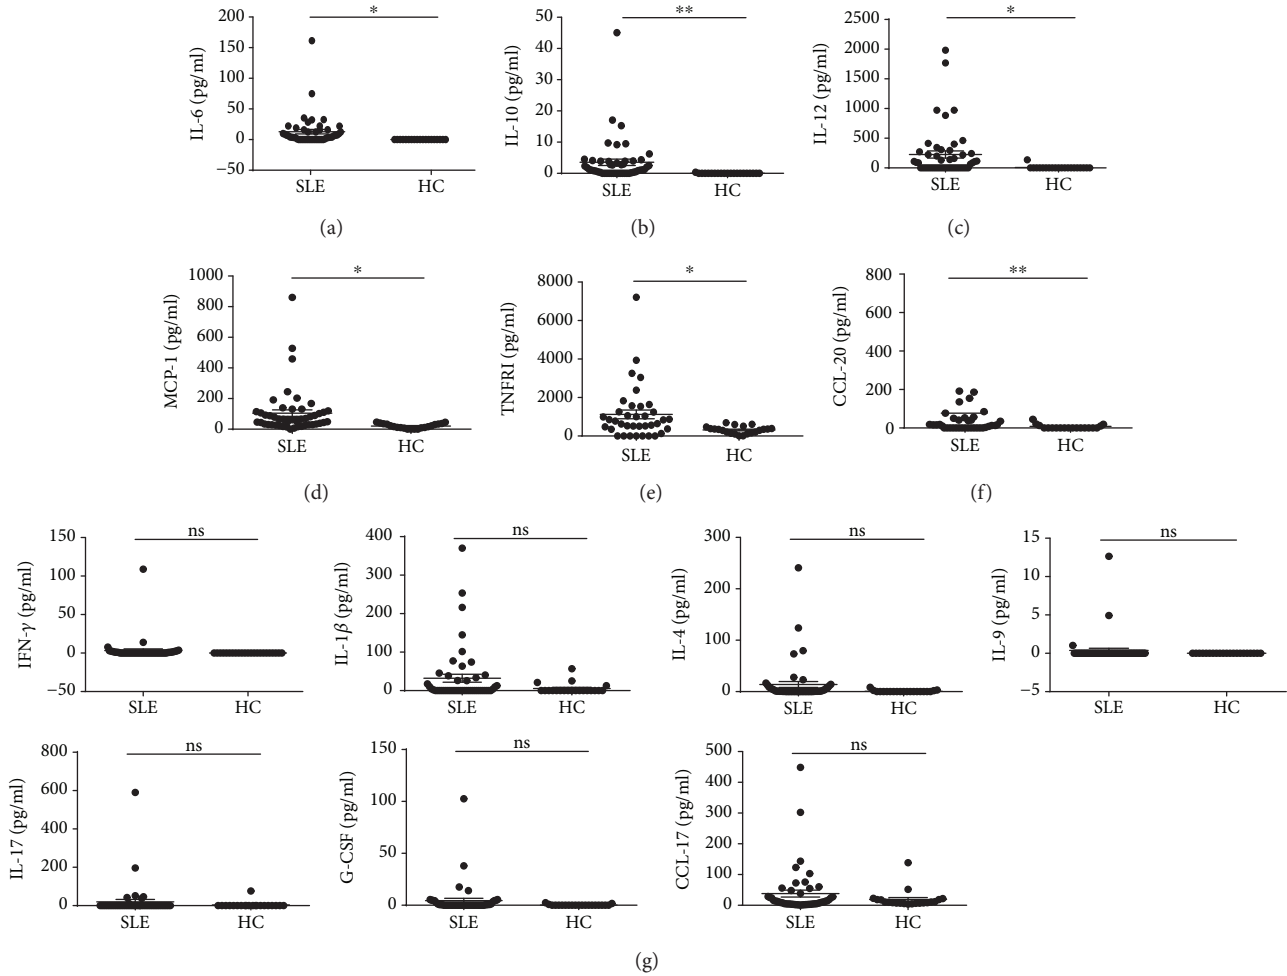 * ** *
IL-6 (pg/ml) 200 150 100 50 0 −50 SLE HC
IL-10 (pg/ml) 50 40 30 20 10 0 SLE HC
IL-12 (pg/ml) 2500 2000 1500 1000 500 0 SLE HC
(a) (b) (c)
* * **
MCP-1 (pg/ml) 1000 800 600 400 200 0 SLE HC
TNFRI (pg/ml) 8000 6000 4000 2000 0 SLE HC
CCL-20 (pg/ml) 800 600 400 200 0 SLE HC
(d) (e) (f)
ns ns ns ns
IFN-γ (pg/ml) 150 100 50 0 −50 SLE HC
IL-1β (pg/ml) 400 300 200 100 0 SLE HC
IL-4 (pg/ml) 300 200 100 0 SLE HC
IL-9 (pg/ml) 15 10 5 0 −5 SLE HC
ns ns ns
IL-17 (pg/ml) 800 600 400 200 0 SLE HC
G-CSF (pg/ml) 150 100 50 0 SLE HC
CCL-17 (pg/ml) 500 400 300 200 100 0 SLE HC
(g)